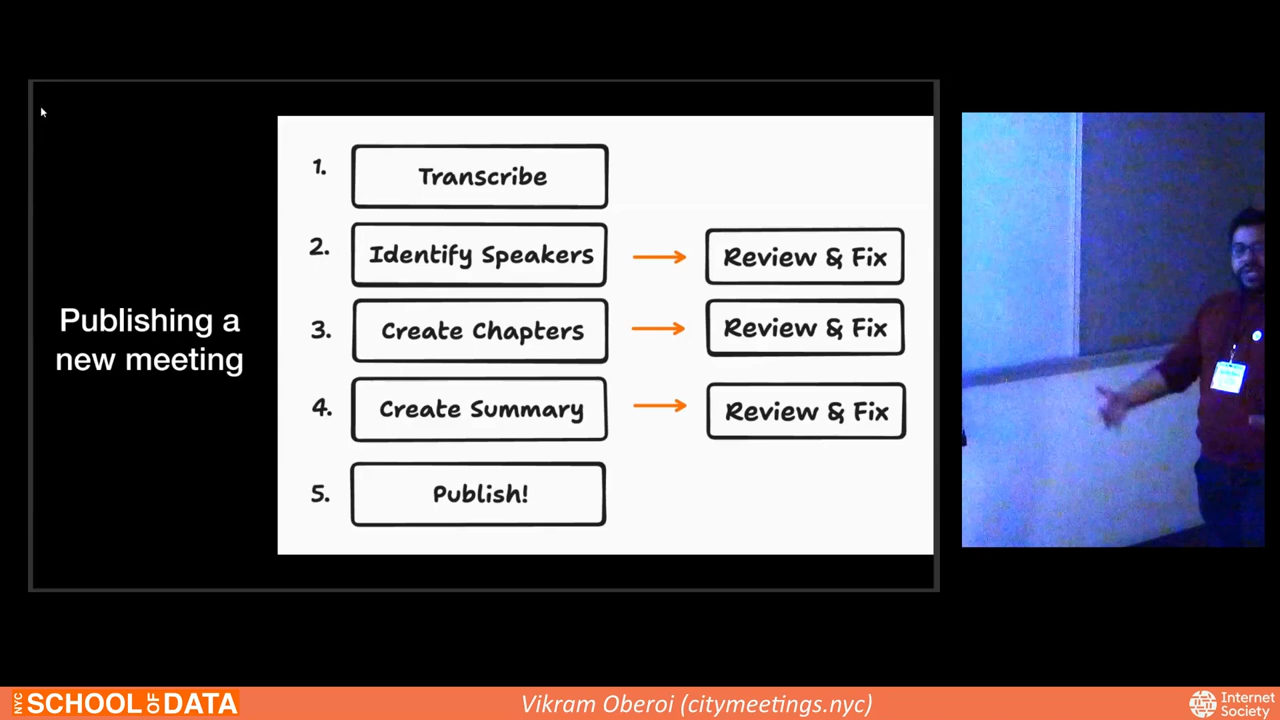 Publishing a
new meeting
1. Transcribe
2. Identify Speakers → Review & Fix
3. Create Chapters → Review & Fix
4. Create Summary → Review & Fix
5. Publish!
NYC SCHOOL OF DATA
Vikram Oberoi (citymeetings.nyc)
Internet
Society